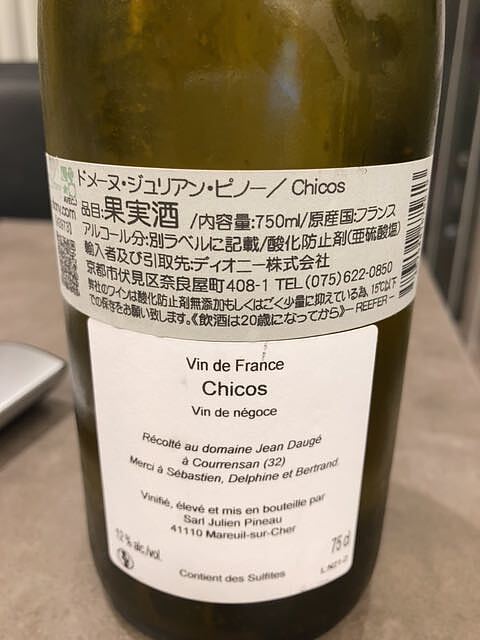 ドメーヌ・ジュリアン・ピノー/ Chicos
品目:果実酒 /内容量:750ml/原産国:フランス
アルコール分:別ラベルに記載/酸化防止剤(亜硫酸塩)
輸入者及び引取先:ディオニー株式会社
京都市伏見区奈良屋町408-1 TEL(075)622-0850
弊社のワインは酸化防止剤無添加もしくはごく少量に抑えている為、15℃以下
での保存をお願い致します。《飲酒は20歳になってから》ーREEFERー
Vin de France
Chicos
Vin de négoce
Récolté au domaine Jean Daugé
à Courrensan (32)
Merci à Sébastien, Delphine et Bertrand.
Vinifié, élevé et mis en bouteille par
Sarl Julien Pineau
41110 Mareuil-sur-Cher
12 % alc./vol.
75 cl
Contient des Sulfites